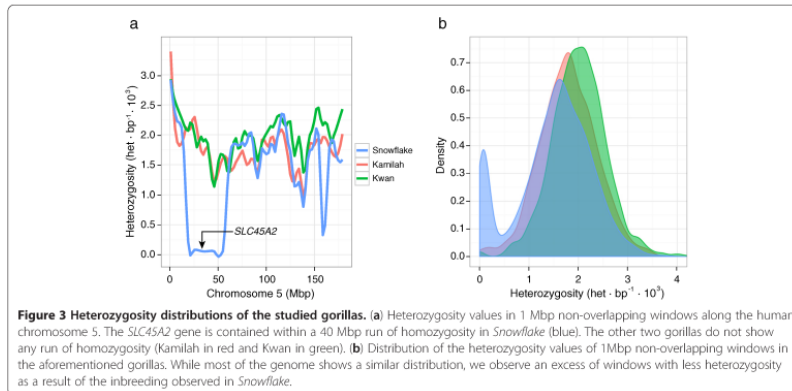 a
b
Heterozygosity (het · bp⁻¹ · 10³)
3.0
2.5
2.0
1.5
1.0
0.5
0.0
SLC45A2
0
50
100
150
Chromosome 5 (Mbp)
Snowflake
Kamilah
Kwan
Density
0.7
0.6
0.5
0.4
0.3
0.2
0.1
0.0
0
1
2
3
4
Heterozygosity (het · bp⁻¹ · 10³)
Figure 3 Heterozygosity distributions of the studied gorillas. (a) Heterozygosity values in 1 Mbp non-overlapping windows along the human
chromosome 5. The SLC45A2 gene is contained within a 40 Mbp run of homozygosity in Snowflake (blue). The other two gorillas do not show
any run of homozygosity (Kamilah in red and Kwan in green). (b) Distribution of the heterozygosity values of 1Mbp non-overlapping windows in
the aforementioned gorillas. While most of the genome shows a similar distribution, we observe an excess of windows with less heterozygosity
as a result of the inbreeding observed in Snowflake.